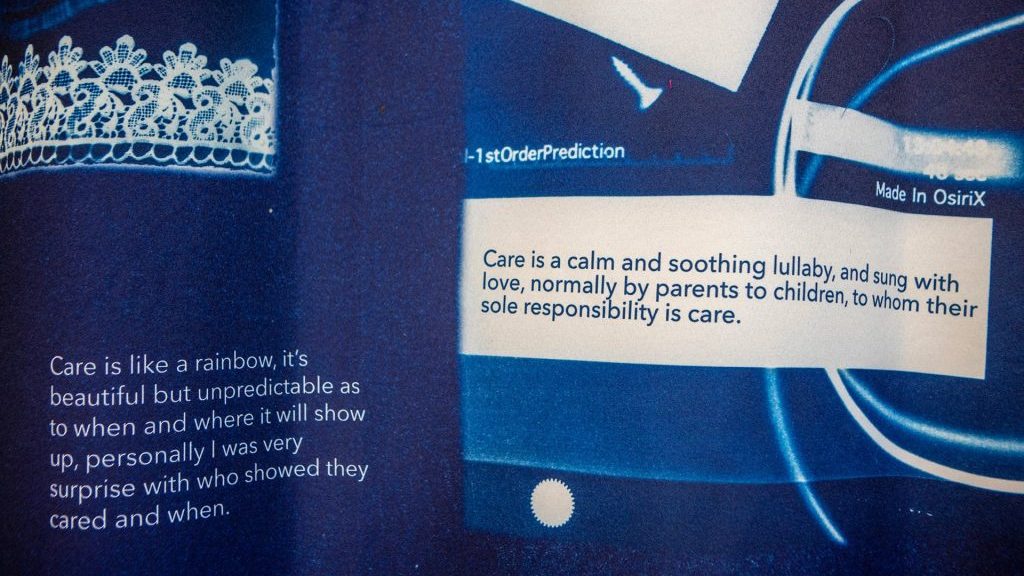 -1stOrderPrediction
Made In OsiriX
Care is a calm and soothing lullaby, and sung with
love, normally by parents to children, to whom their
sole responsibility is care.
Care is like a rainbow, it's
beautiful but unpredictable as
to when and where it will show
up, personally I was very
surprise with who showed they
cared and when.